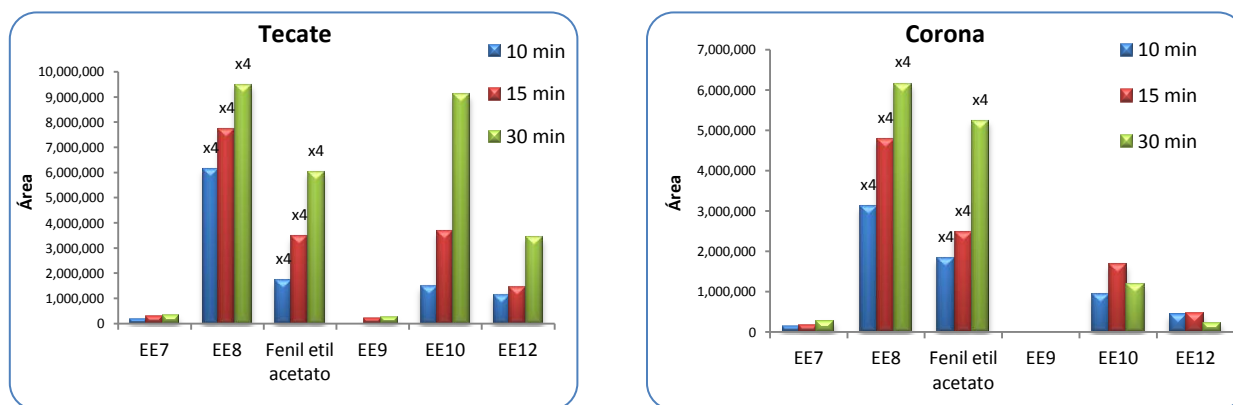 Tecate
10 min
15 min
30 min
10,000,000
9,000,000
8,000,000
7,000,000
6,000,000
5,000,000
4,000,000
3,000,000
2,000,000
1,000,000
0
Área
x4
x4
x4
x4
x4
x4
EE7 EE8 Fenil etil EE9 EE10 EE12
acetato
Corona
10 min
15 min
30 min
7,000,000
6,000,000
5,000,000
4,000,000
3,000,000
2,000,000
1,000,000
0
Área
x4
x4
x4
x4
x4
x4
EE7 EE8 Fenil etil EE9 EE10 EE12
acetato